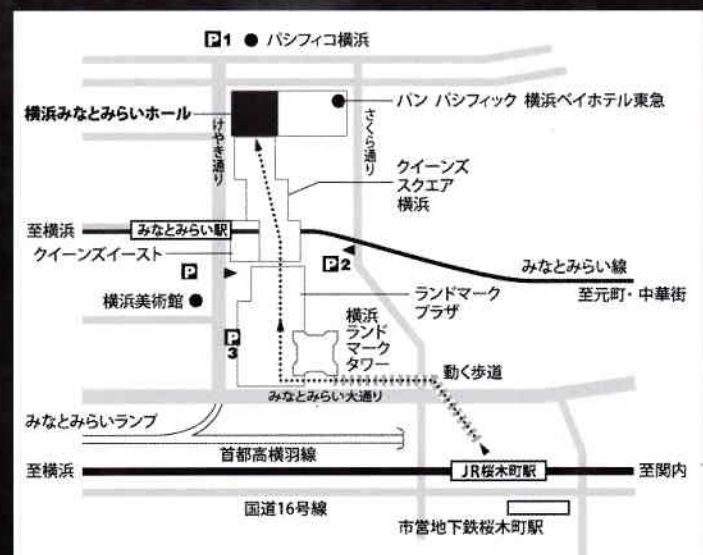 P1 ● パシフィコ横浜
横浜みなとみらいホール
けやき通り
さくら通り
パン パシフィック 横浜ベイホテル東急
クイーンズ
スクエア
横浜
至横浜
みなとみらい駅
クイーンズイースト
P
P2
みなとみらい線
至元町・中華街
横浜美術館 ●
P3
ランドマーク
プラザ
横浜
ランド
マーク
タワー
動く歩道
みなとみらい大通り
みなとみらいランプ
首都高横羽線
至横浜
JR桜木町駅
至関内
国道16号線
市営地下鉄桜木町駅